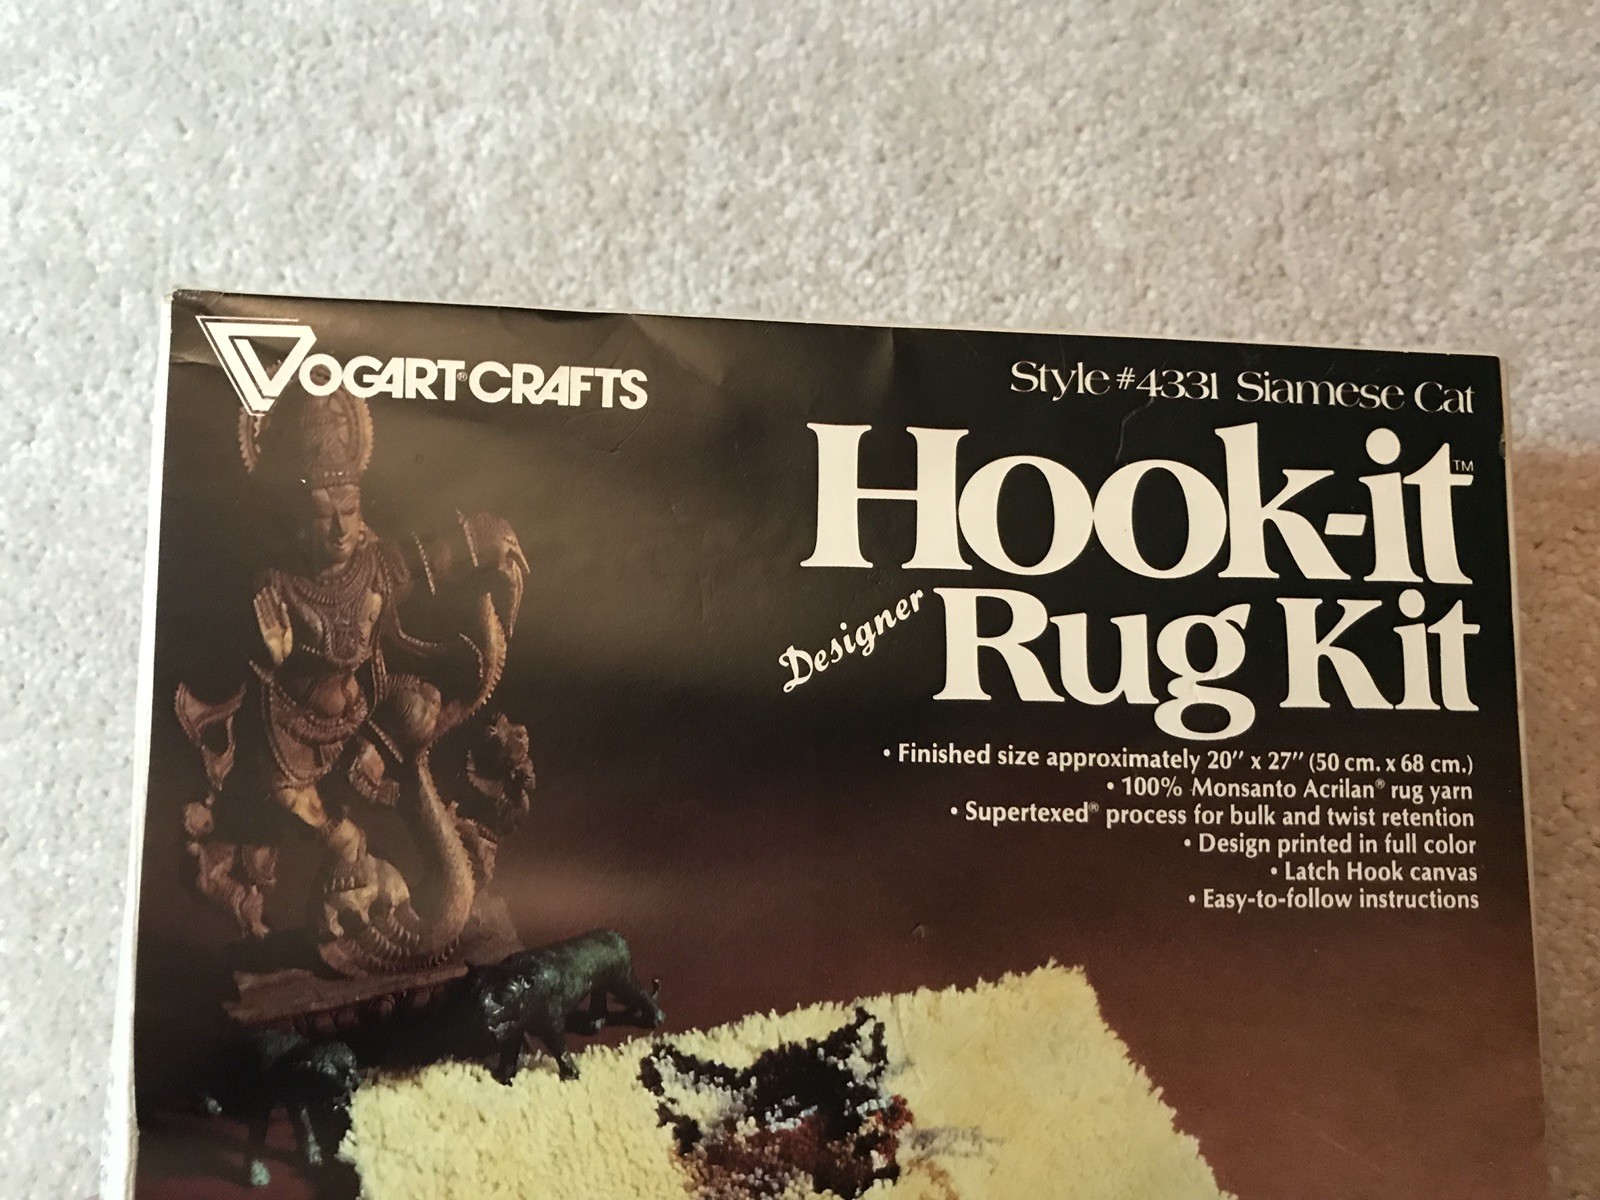 VOGART® CRAFTS
Style #4331 Siamese Cat
Hook-it™
Designer Rug Kit
• Finished size approximately 20" x 27" (50 cm. x 68 cm.)
• 100% Monsanto Acrilan® rug yarn
• Supertexed® process for bulk and twist retention
• Design printed in full color
• Latch Hook canvas
• Easy-to-follow instructions